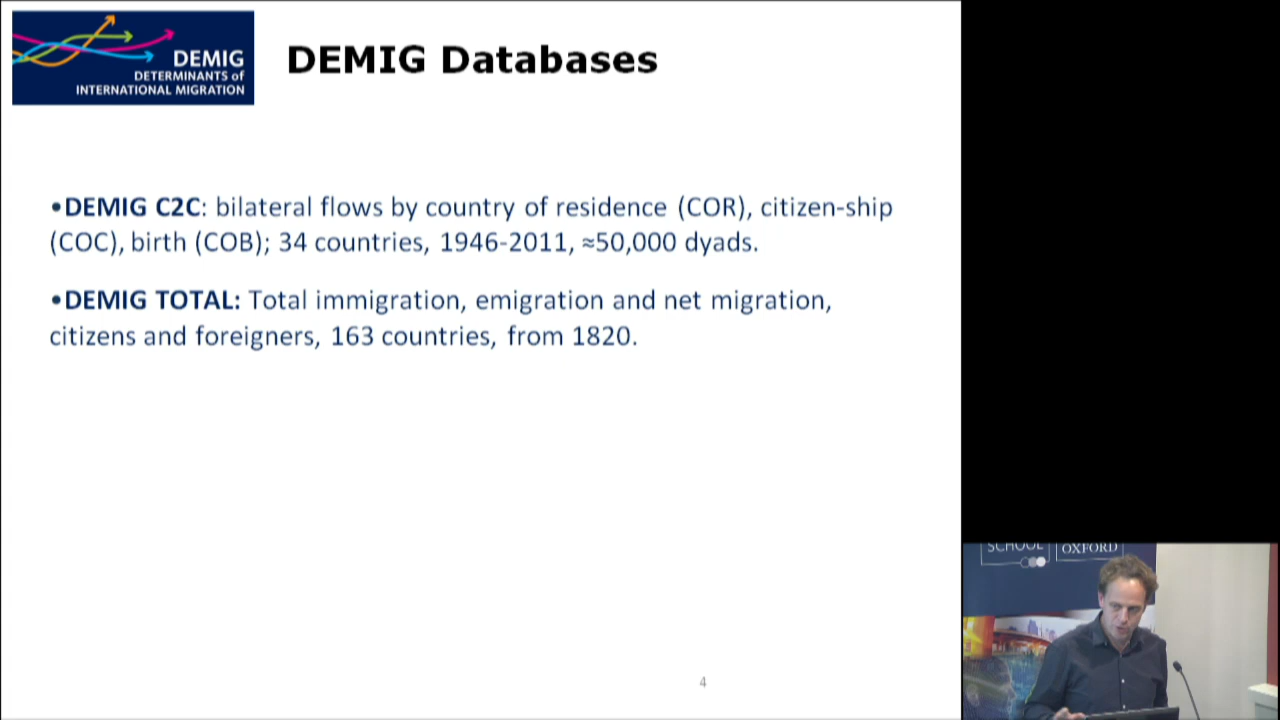 DEMIG
DETERMINANTS of
INTERNATIONAL MIGRATION
DEMIG Databases
•DEMIG C2C: bilateral flows by country of residence (COR), citizen-ship
(COC), birth (COB); 34 countries, 1946-2011, ≈50,000 dyads.
•DEMIG TOTAL: Total immigration, emigration and net migration,
citizens and foreigners, 163 countries, from 1820.
4
SCHOOL
OXFORD